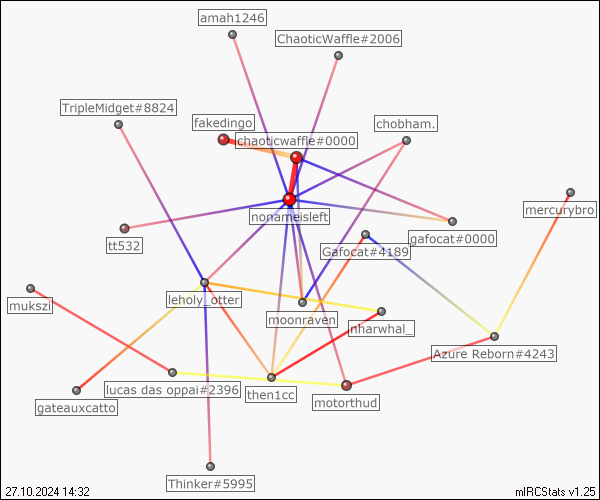 amah1246
ChaoticWaffle#2006
TripleMidget#8824
fakedingo
chobham.
chaoticwaffle#0000
mercurybro
nonameisleft
gafocat#0000
tt532
Gafocat#4189
leholy_otter
mukszi
moonraven
nharwhal_
Azure Reborn#4243
lucas das oppai#2396
then1cc
motorthud
gateauxcatto
Thinker#5995
27.10.2024 14:32
mIRCStats v1.25